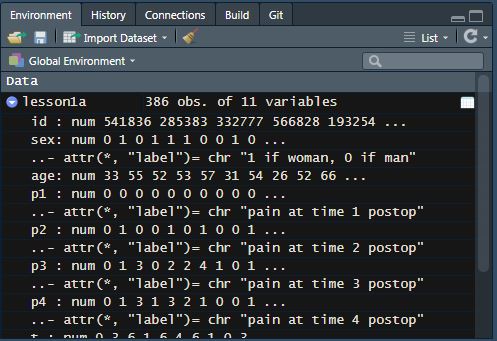 Environment History Connections Build Git
Import Dataset List
Global Environment
Data
lesson1a 386 obs. of 11 variables
id : num 541836 285383 332777 566828 193254 ...
sex: num 0 1 0 1 1 1 0 0 1 0 ...
..- attr(*, "label")= chr "1 if woman, 0 if man"
age: num 33 55 52 53 57 31 54 26 52 66 ...
p1 : num 0 0 0 0 0 0 0 0 0 0 ...
..- attr(*, "label")= chr "pain at time 1 postop"
p2 : num 0 1 0 0 1 0 1 0 0 1 ...
..- attr(*, "label")= chr "pain at time 2 postop"
p3 : num 0 1 3 0 2 2 4 1 0 1 ...
..- attr(*, "label")= chr "pain at time 3 postop"
p4 : num 0 1 3 1 3 2 1 0 0 1 ...
..- attr(*, "label")= chr "pain at time 4 postop"